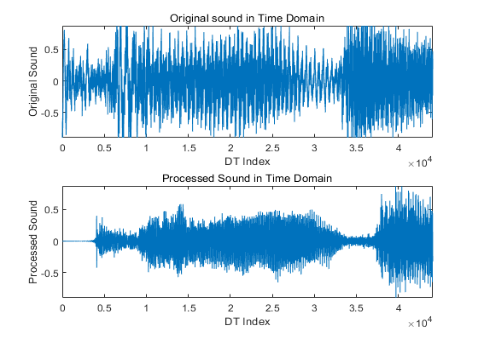 Original sound in Time Domain
Original Sound
0.5
0
-0.5
0 0.5 1 1.5 2 2.5 3 3.5 4
DT Index
×10^4
Processed Sound in Time Domain
Processed Sound
0.5
0
-0.5
0 0.5 1 1.5 2 2.5 3 3.5 4
DT Index
×10^4